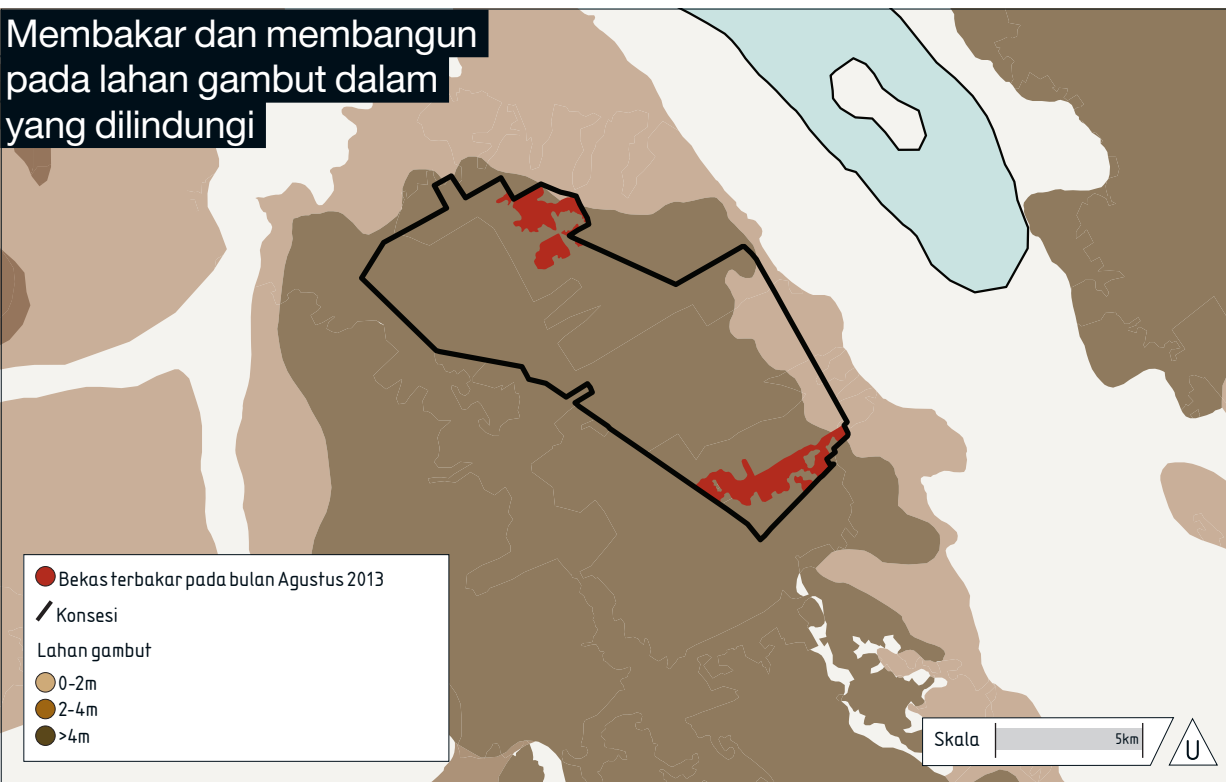 Membakar dan membangun
pada lahan gambut dalam
yang dilindungi
Bekas terbakar pada bulan Agustus 2013
Konsesi
Lahan gambut
0-2m
2-4m
>4m
Skala
5km
U